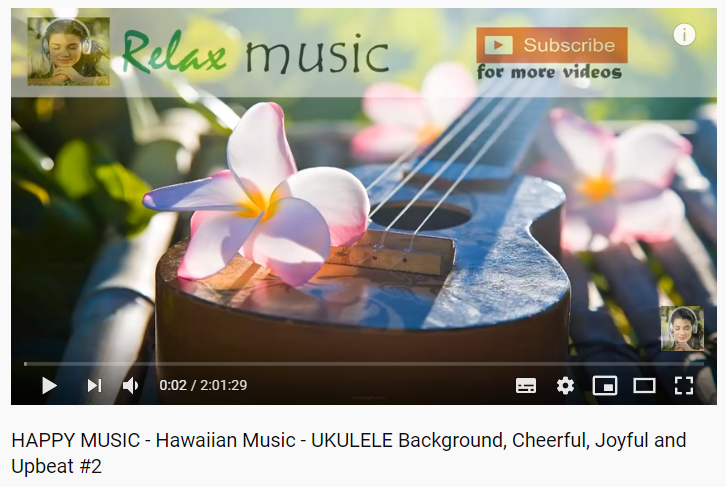 Relax music
Subscribe
for more videos
0:02 / 2:01:29
HAPPY MUSIC - Hawaiian Music - UKULELE Background, Cheerful, Joyful and
Upbeat #2